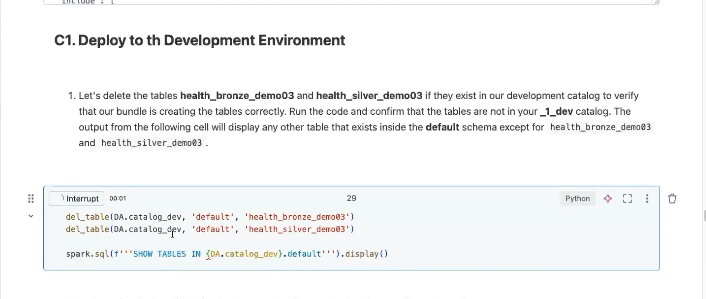 include : [
C1. Deploy to th Development Environment
1. Let's delete the tables health_bronze_demo03 and health_silver_demo03 if they exist in our development catalog to verify
that our bundle is creating the tables correctly. Run the code and confirm that the tables are not in your _1_dev catalog. The
output from the following cell will display any other table that exists inside the default schema except for health_bronze_demo03
and health_silver_demo03 .
Interrupt 00:01 29 Python
del_table(DA.catalog_dev, 'default', 'health_bronze_demo03')
del_table(DA.catalog_dev, 'default', 'health_silver_demo03')
spark.sql(f'''SHOW TABLES IN {DA.catalog_dev}.default''').display()